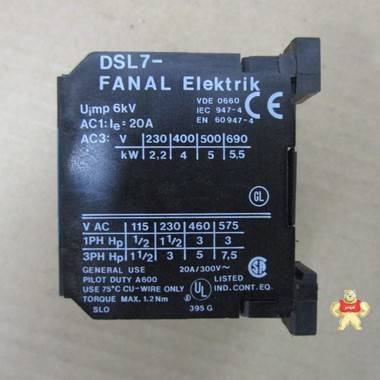 DSL7-
FANAL Elektrik
Uimp 6kV
VDE 0660
IEC 947-4
EN 60947-4
CE
AC1: Ie= 20A
AC3: V 230 400 500 690
kW 2,2 4 5 5,5
GL
V AC 115 230 460 575
1PH Hp 1/2 1 1/2 3 3
3PH Hp 1 1/2 3 5 7,5
GENERAL USE 20A/300V~
PILOT DUTY A600
USE 75°C CU-WIRE ONLY
TORQUE MAX. 1.2 Nm
SLO 395 G
UL
LISTED
IND. CONT. EQ.